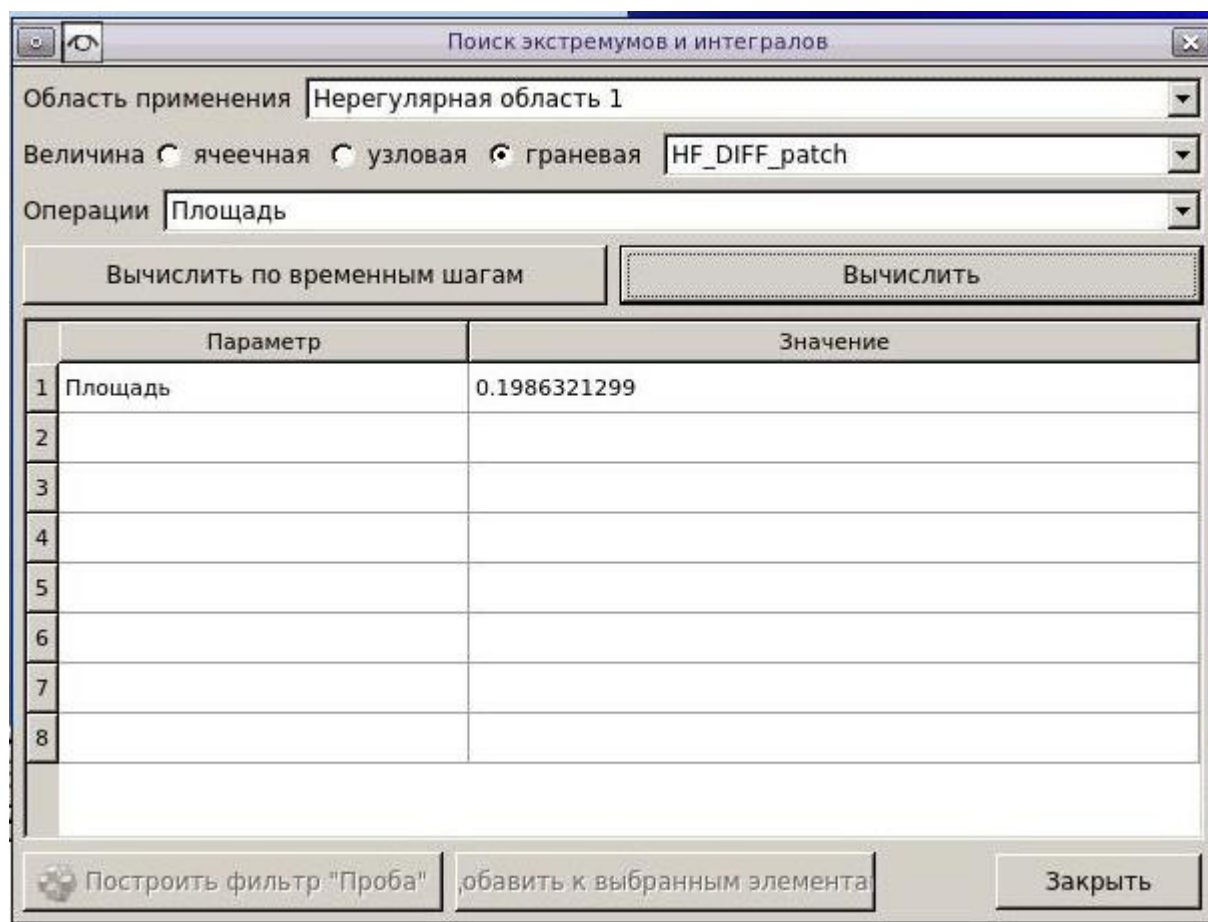 Поиск экстремумов и интегралов
Область применения Нерегулярная область 1
Величина ячеечная узловая граневая HF_DIFF_patch
Операции Площадь
Вычислить по временным шагам Вычислить
Параметр Значение
1 Площадь 0.1986321299
2
3
4
5
6
7
8
Построить фильтр "Проба" обавить к выбранным элемента Закрыть